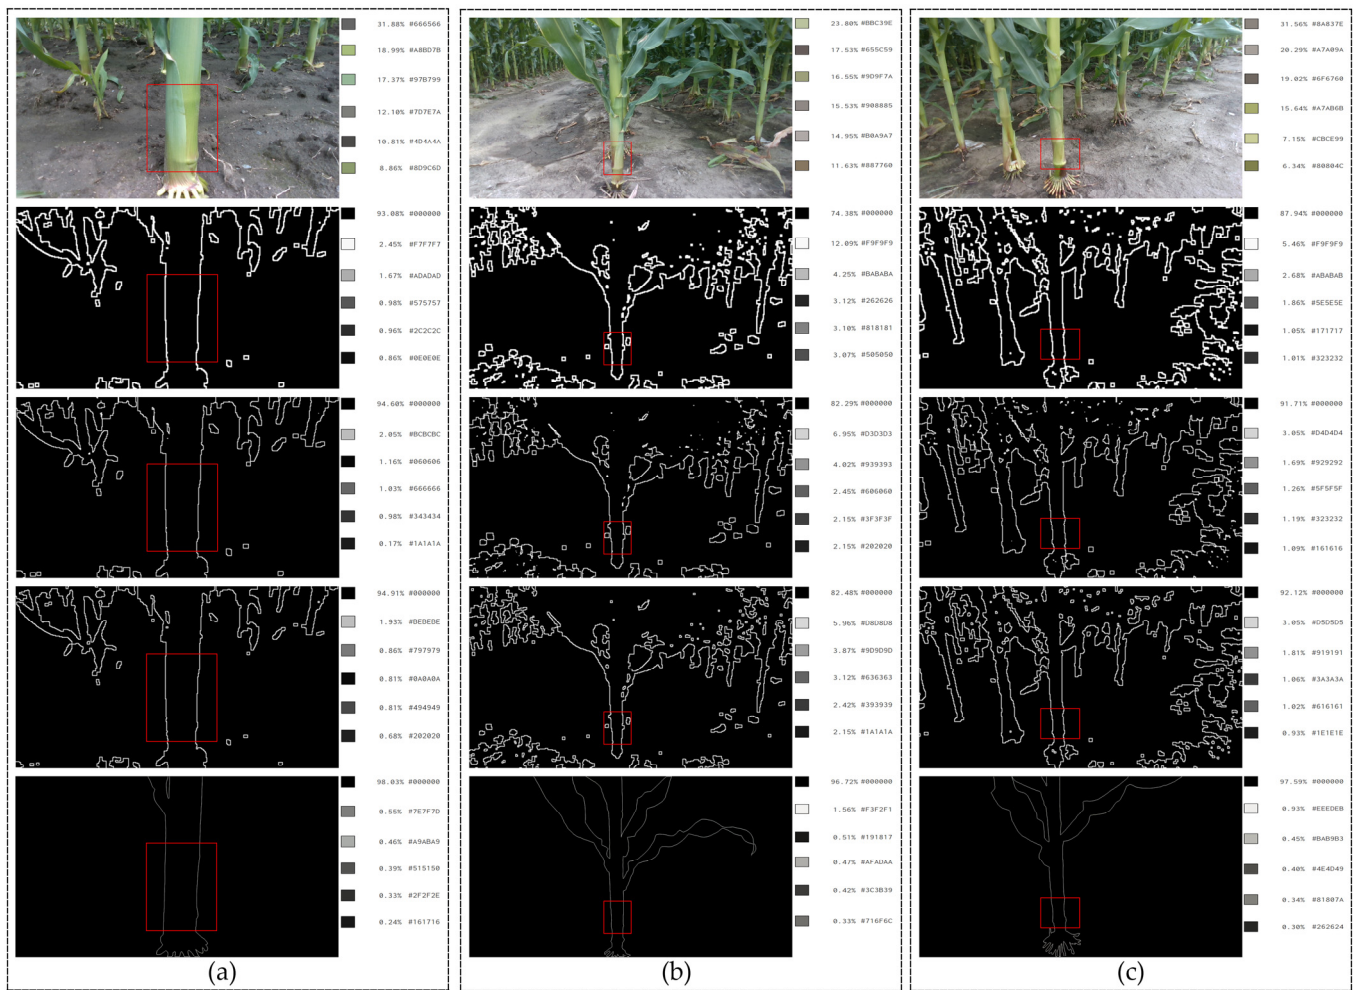 31.88% #666566
18.99% #A8BD7B
17.37% #97B799
12.10% #7D7E7A
10.81% #4D4A4A
8.86% #8D9C6D
93.08% #000000
2.45% #F7F7F7
1.67% #ADADAD
0.98% #575757
0.96% #2C2C2C
0.86% #0E0E0E
94.60% #000000
2.05% #BCBCBC
1.16% #060606
1.03% #666666
0.98% #343434
0.17% #1A1A1A
94.91% #000000
1.93% #BEBEBE
0.86% #797979
0.81% #0A0A0A
0.81% #494949
0.68% #202020
98.03% #000000
0.55% #7E7F7D
0.46% #A9ABA9
0.39% #515150
0.33% #2F2F2E
0.24% #161716
(a)
23.80% #BBC39E
17.53% #655C59
16.55% #9D9F7A
15.53% #908885
14.95% #B0A9A7
11.63% #887760
74.38% #000000
12.09% #F9F9F9
4.25% #BABABA
3.12% #262626
3.10% #818181
3.07% #505050
82.29% #000000
6.95% #D3D3D3
4.02% #939393
2.45% #606060
2.15% #3F3F3F
2.15% #202020
82.48% #000000
5.96% #D8D8D8
3.87% #9D9D9D
3.12% #636363
2.42% #393939
2.15% #1A1A1A
96.72% #000000
1.56% #F3F2F1
0.51% #191817
0.47% #AFADAA
0.42% #3C3B39
0.33% #716F6C
(b)
31.56% #8A837E
20.29% #A7A09A
19.02% #6F6760
15.64% #A7AB6B
7.15% #CBCE99
6.34% #80804C
87.94% #000000
5.46% #F9F9F9
2.68% #ABABAB
1.86% #5E5E5E
1.05% #171717
1.01% #323232
91.71% #000000
3.05% #D4D4D4
1.69% #929292
1.26% #5F5F5F
1.19% #323232
1.09% #161616
92.12% #000000
3.05% #D5D5D5
1.81% #919191
1.06% #3A3A3A
1.02% #616161
0.93% #1E1E1E
97.59% #000000
0.93% #EEEDEB
0.45% #BAB9B3
0.40% #4E4D49
0.34% #81807A
0.30% #262624
(c)